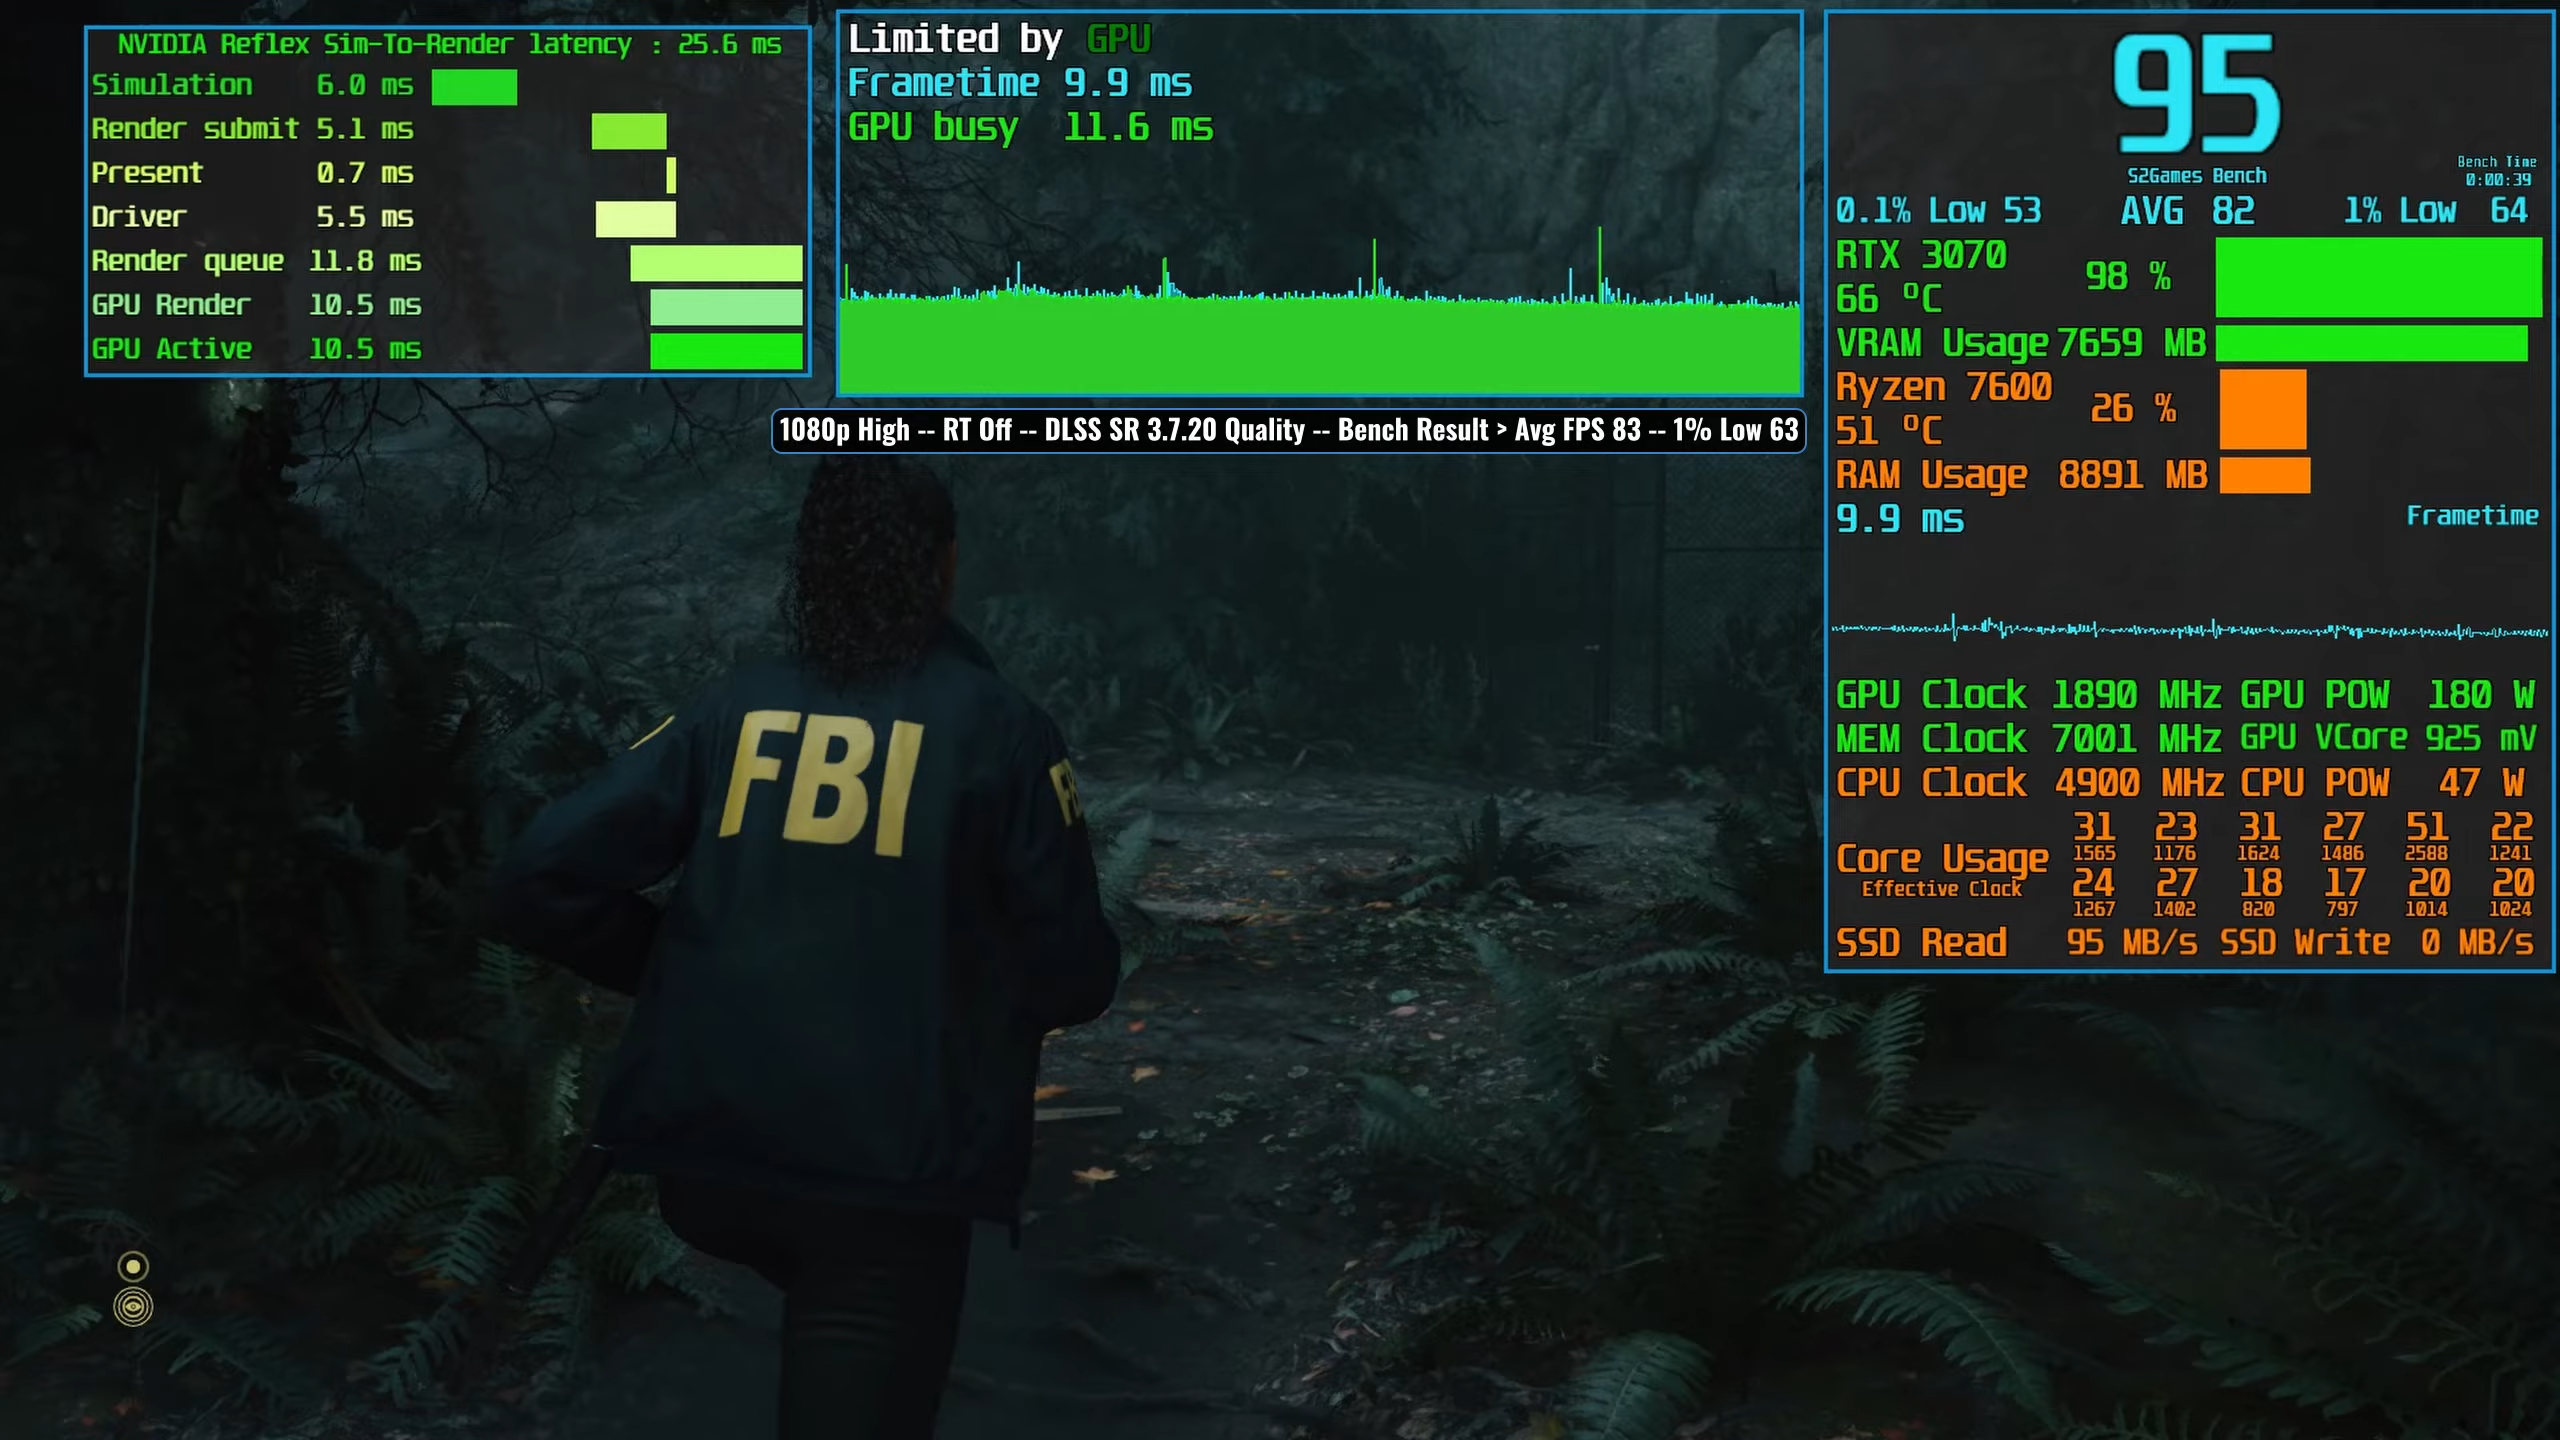 NVIDIA Reflex Sim-To-Render latency : 25.6 ms
Simulation 6.0 ms
Render submit 5.1 ms
Present 0.7 ms
Driver 5.5 ms
Render queue 11.8 ms
GPU Render 10.5 ms
GPU Active 10.5 ms
Limited by GPU
Frametime 9.9 ms
GPU busy 11.6 ms
1080p High -- RT Off -- DLSS SR 3.7.20 Quality -- Bench Result > Avg FPS 83 -- 1% Low 63
95
S2Games Bench
Bench Time
0:00:39
0.1% Low 53 AVG 82 1% Low 64
RTX 3070
66 ºC
98 %
VRAM Usage 7659 MB
Ryzen 7600
51 ºC
26 %
RAM Usage 8891 MB
9.9 ms Frametime
GPU Clock 1890 MHz GPU POW 180 W
MEM Clock 7001 MHz GPU VCore 925 mV
CPU Clock 4900 MHz CPU POW 47 W
Core Usage
Effective Clock
31 23 31 27 51 22
1565 1176 1624 1486 2588 1241
24 27 18 17 20 20
1267 1402 820 797 1014 1024
SSD Read 95 MB/s SSD Write 0 MB/s
FBI
FB